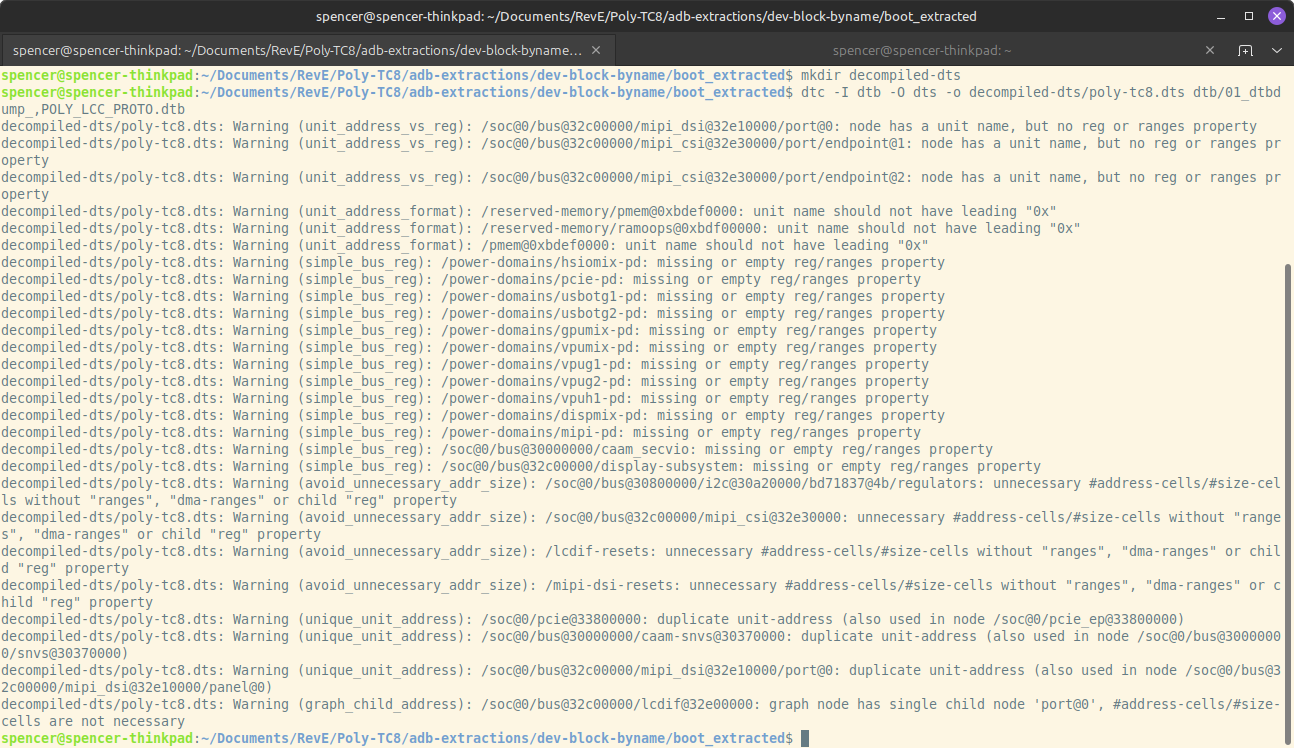 spencer@spencer-thinkpad: ~/Documents/RevE/Poly-TC8/adb-extractions/dev-block-byname/boot_extracted
spencer@spencer-thinkpad: ~/Documents/RevE/Poly-TC8/adb-extractions/dev-block-byname... ×
spencer@spencer-thinkpad: ~ ×
spencer@spencer-thinkpad:~/Documents/RevE/Poly-TC8/adb-extractions/dev-block-byname/boot_extracted$ mkdir decompiled-dts
spencer@spencer-thinkpad:~/Documents/RevE/Poly-TC8/adb-extractions/dev-block-byname/boot_extracted$ dtc -I dtb -O dts -o decompiled-dts/poly-tc8.dts dtb/01_dtbd
ump_,POLY_LCC_PROTO.dtb
decompiled-dts/poly-tc8.dts: Warning (unit_address_vs_reg): /soc@0/bus@32c00000/mipi_dsi@32e10000/port@0: node has a unit name, but no reg or ranges property
decompiled-dts/poly-tc8.dts: Warning (unit_address_vs_reg): /soc@0/bus@32c00000/mipi_csi@32e30000/port/endpoint@1: node has a unit name, but no reg or ranges pr
operty
decompiled-dts/poly-tc8.dts: Warning (unit_address_vs_reg): /soc@0/bus@32c00000/mipi_csi@32e30000/port/endpoint@2: node has a unit name, but no reg or ranges pr
operty
decompiled-dts/poly-tc8.dts: Warning (unit_address_format): /reserved-memory/pmem@0xbdef0000: unit name should not have leading "0x"
decompiled-dts/poly-tc8.dts: Warning (unit_address_format): /reserved-memory/ramoops@0xbdf00000: unit name should not have leading "0x"
decompiled-dts/poly-tc8.dts: Warning (unit_address_format): /pmem@0xbdef0000: unit name should not have leading "0x"
decompiled-dts/poly-tc8.dts: Warning (simple_bus_reg): /power-domains/hsiomix-pd: missing or empty reg/ranges property
decompiled-dts/poly-tc8.dts: Warning (simple_bus_reg): /power-domains/pcie-pd: missing or empty reg/ranges property
decompiled-dts/poly-tc8.dts: Warning (simple_bus_reg): /power-domains/usbotg1-pd: missing or empty reg/ranges property
decompiled-dts/poly-tc8.dts: Warning (simple_bus_reg): /power-domains/usbotg2-pd: missing or empty reg/ranges property
decompiled-dts/poly-tc8.dts: Warning (simple_bus_reg): /power-domains/gpumix-pd: missing or empty reg/ranges property
decompiled-dts/poly-tc8.dts: Warning (simple_bus_reg): /power-domains/vpumix-pd: missing or empty reg/ranges property
decompiled-dts/poly-tc8.dts: Warning (simple_bus_reg): /power-domains/vpug1-pd: missing or empty reg/ranges property
decompiled-dts/poly-tc8.dts: Warning (simple_bus_reg): /power-domains/vpug2-pd: missing or empty reg/ranges property
decompiled-dts/poly-tc8.dts: Warning (simple_bus_reg): /power-domains/vpuh1-pd: missing or empty reg/ranges property
decompiled-dts/poly-tc8.dts: Warning (simple_bus_reg): /power-domains/dispmix-pd: missing or empty reg/ranges property
decompiled-dts/poly-tc8.dts: Warning (simple_bus_reg): /power-domains/mipi-pd: missing or empty reg/ranges property
decompiled-dts/poly-tc8.dts: Warning (simple_bus_reg): /soc@0/bus@30000000/caam_secvio: missing or empty reg/ranges property
decompiled-dts/poly-tc8.dts: Warning (simple_bus_reg): /soc@0/bus@32c00000/display-subsystem: missing or empty reg/ranges property
decompiled-dts/poly-tc8.dts: Warning (avoid_unnecessary_addr_size): /soc@0/bus@30800000/i2c@30a20000/bd71837@4b/regulators: unnecessary #address-cells/#size-cel
ls without "ranges", "dma-ranges" or child "reg" property
decompiled-dts/poly-tc8.dts: Warning (avoid_unnecessary_addr_size): /soc@0/bus@32c00000/mipi_csi@32e30000: unnecessary #address-cells/#size-cells without "range
s", "dma-ranges" or child "reg" property
decompiled-dts/poly-tc8.dts: Warning (avoid_unnecessary_addr_size): /lcdif-resets: unnecessary #address-cells/#size-cells without "ranges", "dma-ranges" or chil
d "reg" property
decompiled-dts/poly-tc8.dts: Warning (avoid_unnecessary_addr_size): /mipi-dsi-resets: unnecessary #address-cells/#size-cells without "ranges", "dma-ranges" or c
hild "reg" property
decompiled-dts/poly-tc8.dts: Warning (unique_unit_address): /soc@0/pcie@33800000: duplicate unit-address (also used in node /soc@0/pcie_ep@33800000)
decompiled-dts/poly-tc8.dts: Warning (unique_unit_address): /soc@0/bus@30000000/caam-snvs@30370000: duplicate unit-address (also used in node /soc@0/bus@3000000
0/snvs@30370000)
decompiled-dts/poly-tc8.dts: Warning (unique_unit_address): /soc@0/bus@32c00000/mipi_dsi@32e10000/port@0: duplicate unit-address (also used in node /soc@0/bus@3
2c00000/mipi_dsi@32e10000/panel@0)
decompiled-dts/poly-tc8.dts: Warning (graph_child_address): /soc@0/bus@32c00000/lcdif@32e00000: graph node has single child node 'port@0', #address-cells/#size-
cells are not necessary
spencer@spencer-thinkpad:~/Documents/RevE/Poly-TC8/adb-extractions/dev-block-byname/boot_extracted$